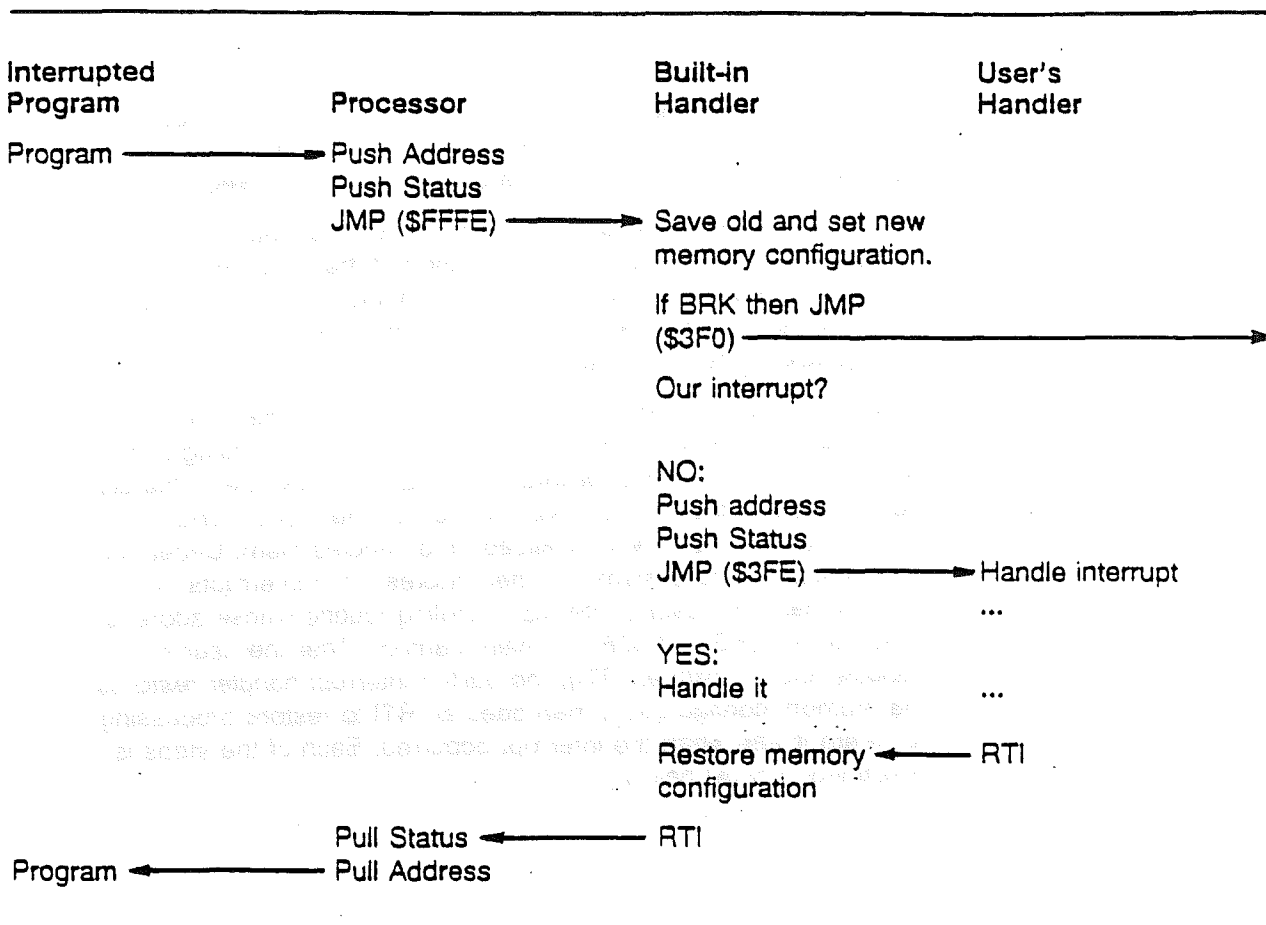 Interrupted Program
Processor
Built-in Handler
User's Handler
Program
Push Address
Push Status
JMP ($FFFE)
Save old and set new
memory configuration.
If BRK then JMP
($3F0)
Our interrupt?
NO:
Push address
Push Status
JMP ($3FE)
Handle interrupt
...
YES:
Handle it
...
Restore memory
configuration
RTI
Pull Status
RTI
Program
Pull Address